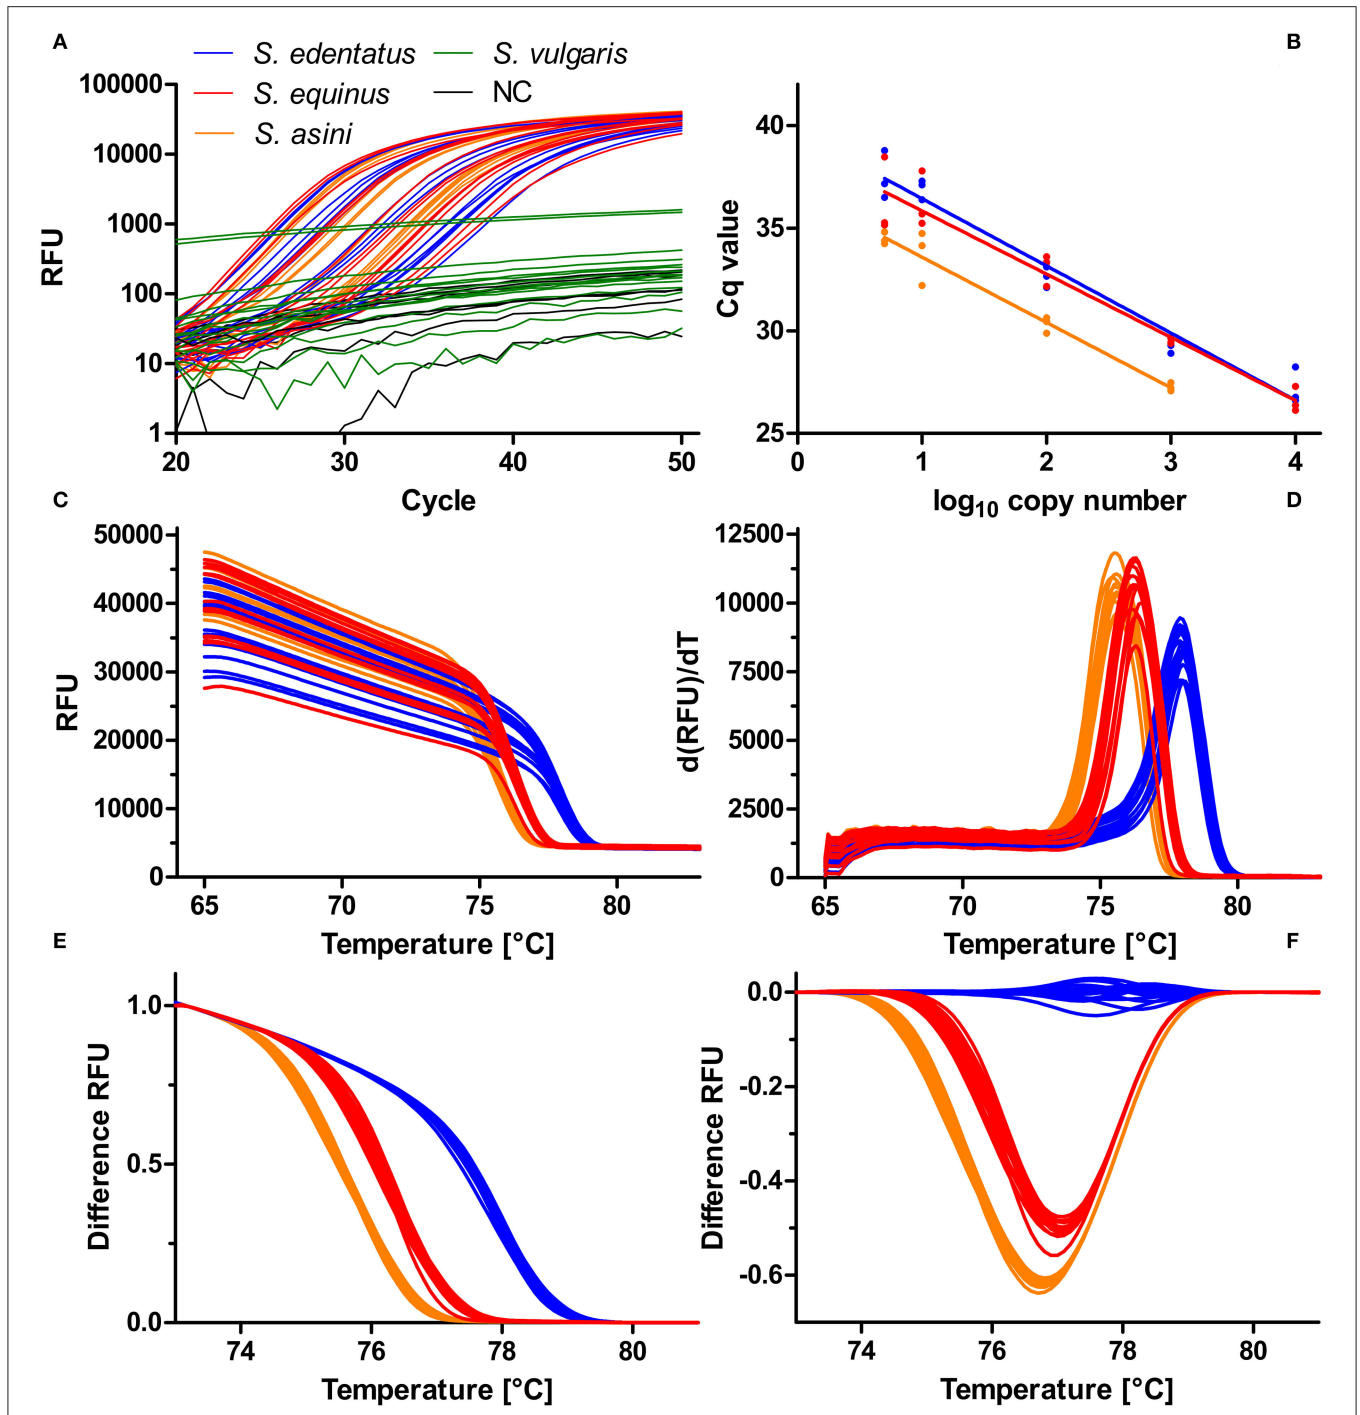 A
S. edentatus
S. vulgaris
S. equinus
NC
S. asini
100000
10000
1000
100
10
1
RFU
20 30 40 50
Cycle
B
40
35
30
25
Cq value
0 1 2 3 4
log10 copy number
C
50000
40000
30000
20000
10000
0
RFU
65 70 75 80
Temperature [°C]
D
12500
10000
7500
5000
2500
0
d(RFU)/dT
65 70 75 80
Temperature [°C]
E
1.0
0.5
0.0
Difference RFU
74 76 78 80
Temperature [°C]
F
0.0
-0.2
-0.4
-0.6
Difference RFU
74 76 78 80
Temperature [°C]